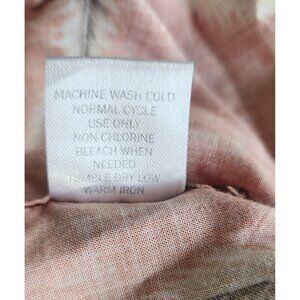 MACHINE WASH COLD
NORMAL CYCLE
USE ONLY
NON-CHLORINE
BLEACH WHEN
NEEDED
TUMBLE DRY LOW
WARM IRON